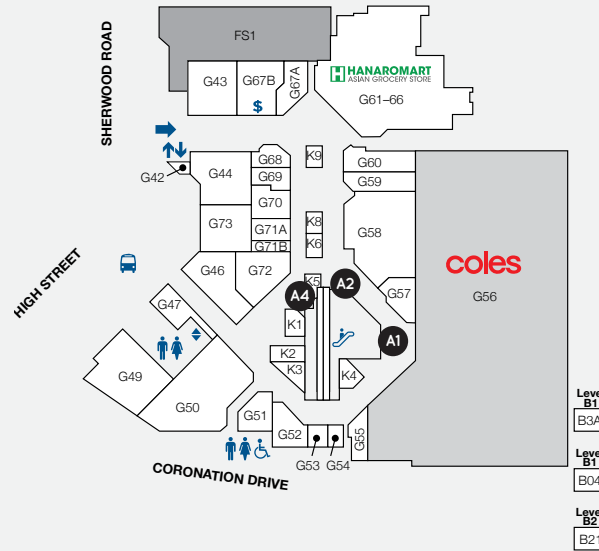 SHERWOOD ROAD
FS1
G43
G67B
$
G67A
HANAROMART
ASIAN GROCERY STORE
G61–66
G42
G44
G68
G69
G70
G71A
G71B
G73
G46
G72
K9
K8
K6
K5
G60
G59
G58
G57
coles
G56
HIGH STREET
G47
G49
G50
A4
A2
A1
K1
K2
K3
K4
G51
G52
G53
G54
G55
CORONATION DRIVE
Leve
B1
B3A
Leve
B1
B04
Leve
B2
B21